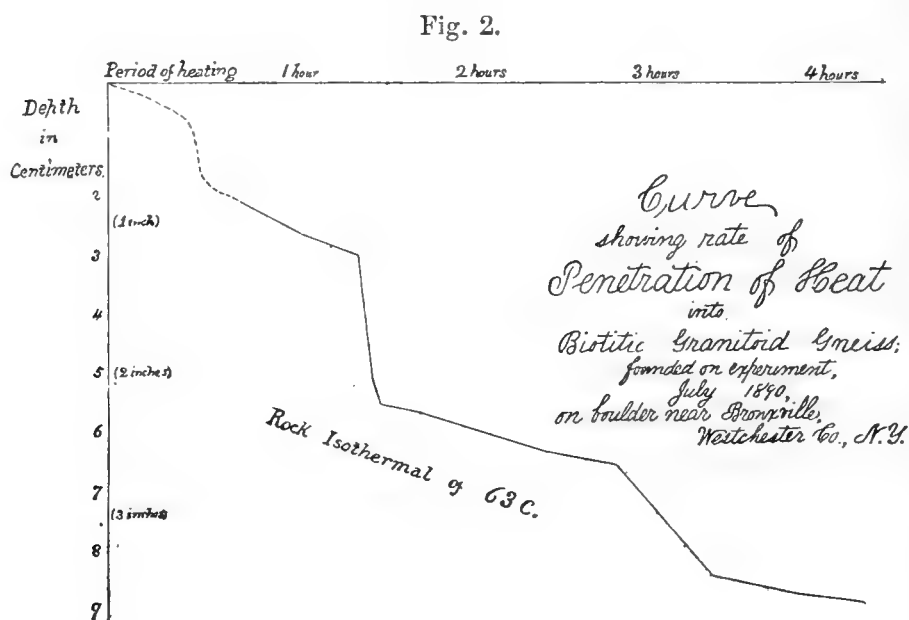 Fig. 2.
Period of heating 1 hour 2 hours 3 hours 4 hours
Depth
in
Centimeters.
2
(1 inch)
3
4
5 (2 inches)
6
7
(3 inches)
8
9
Curve
showing rate of
Penetration of Heat
into
Biotitic Granitoid Gneiss;
founded on experiment,
July 1890,
on boulder near Bronxville,
Westchester Co., N.Y.
Rock Isothermal of 63 C.